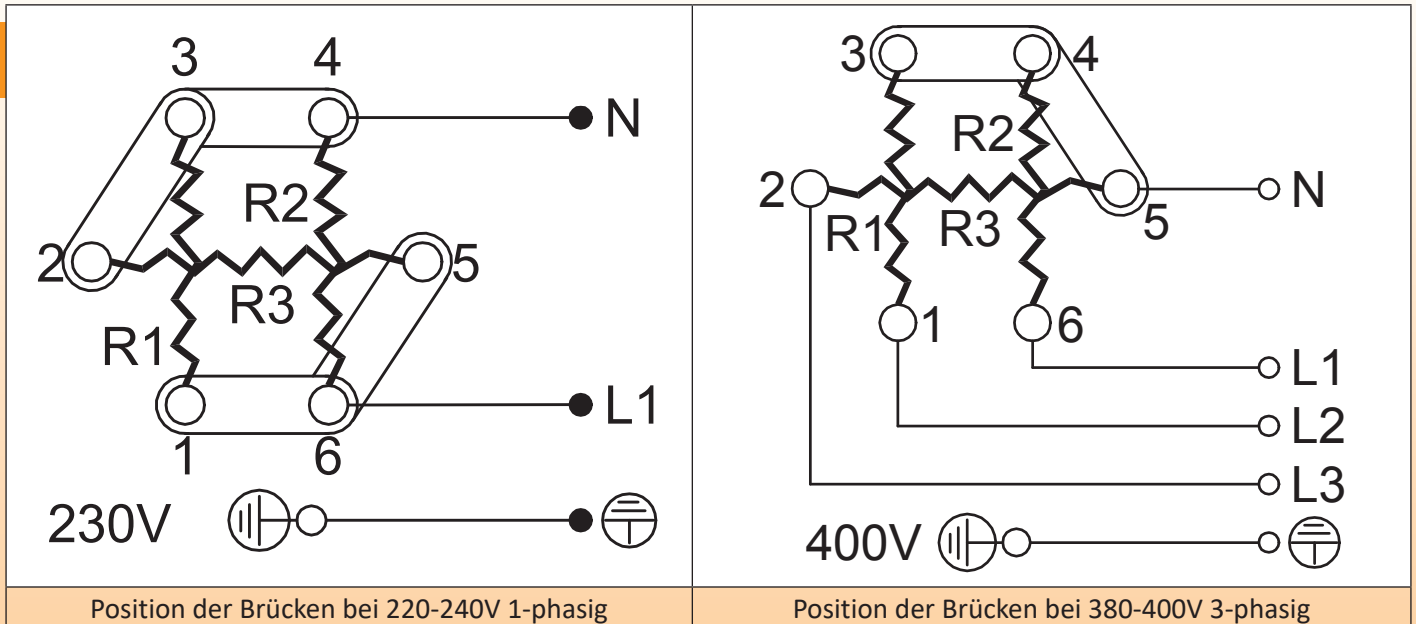 3 4
N
R2
2 5
R3
R1
L1
1 6
230V
Position der Brücken bei 220-240V 1-phasig
3 4
R2
2 N
R1 R3 5
1 6
L1
L2
L3
400V
Position der Brücken bei 380-400V 3-phasig